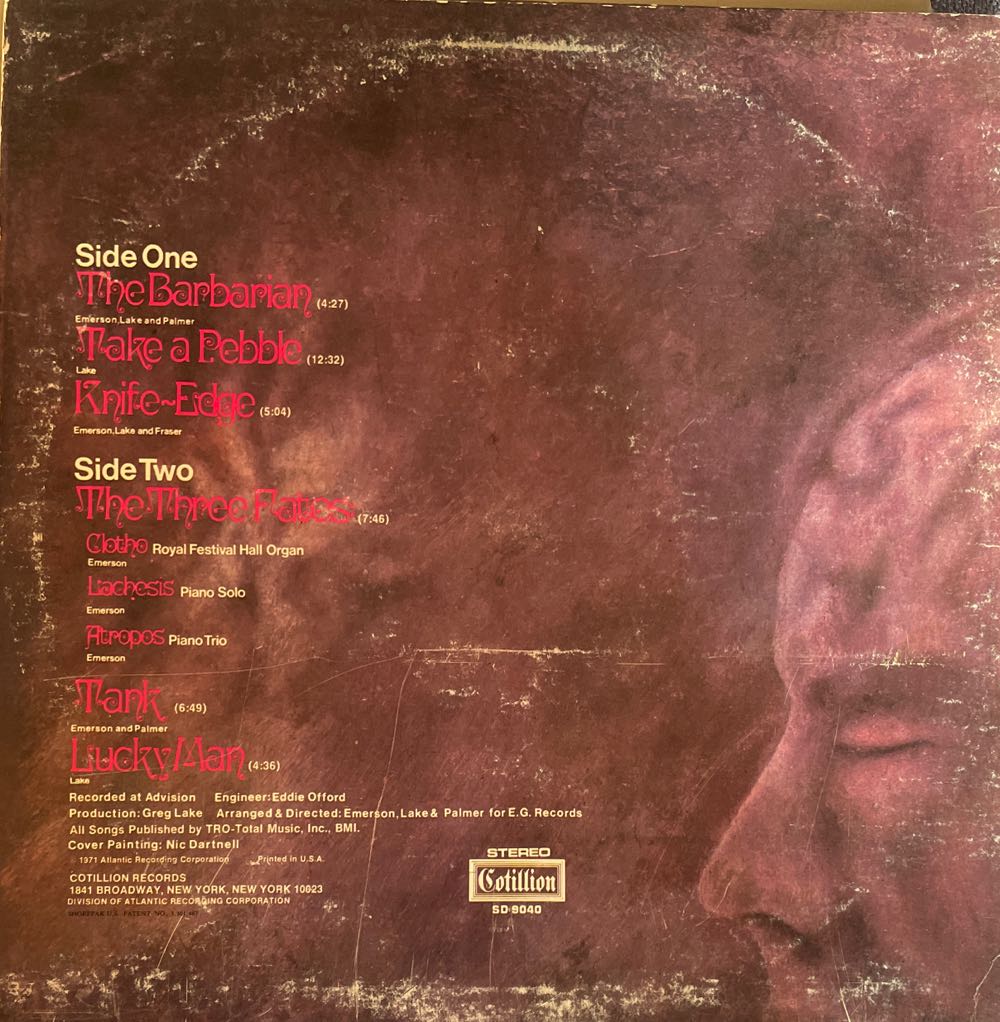 Side One
The Barbarian (4:27)
Emerson, Lake and Palmer
Take a Pebble (12:32)
Lake
Knife-Edge (5:04)
Emerson, Lake and Fraser
Side Two
The Three Fates: (7:46)
Clotho Royal Festival Hall Organ
Emerson
Lachesis Piano Solo
Emerson
Atropos Piano Trio
Emerson
Tank (6:49)
Emerson and Palmer
Lucky Man (4:36)
Lake
Recorded at Advision Engineer: Eddie Offord
Production: Greg Lake Arranged & Directed: Emerson, Lake & Palmer for E.G. Records
All Songs Published by TRO-Total Music, Inc., BMI.
Cover Painting: Nic Dartnell
1971 Atlantic Recording Corporation Printed in U.S.A.
COTILLION RECORDS
1841 BROADWAY, NEW YORK, NEW YORK 10023
DIVISION OF ATLANTIC RECORDING CORPORATION
SHOREPAK U.S. PATENT NO.
STEREO
Cotillion
SD 9040